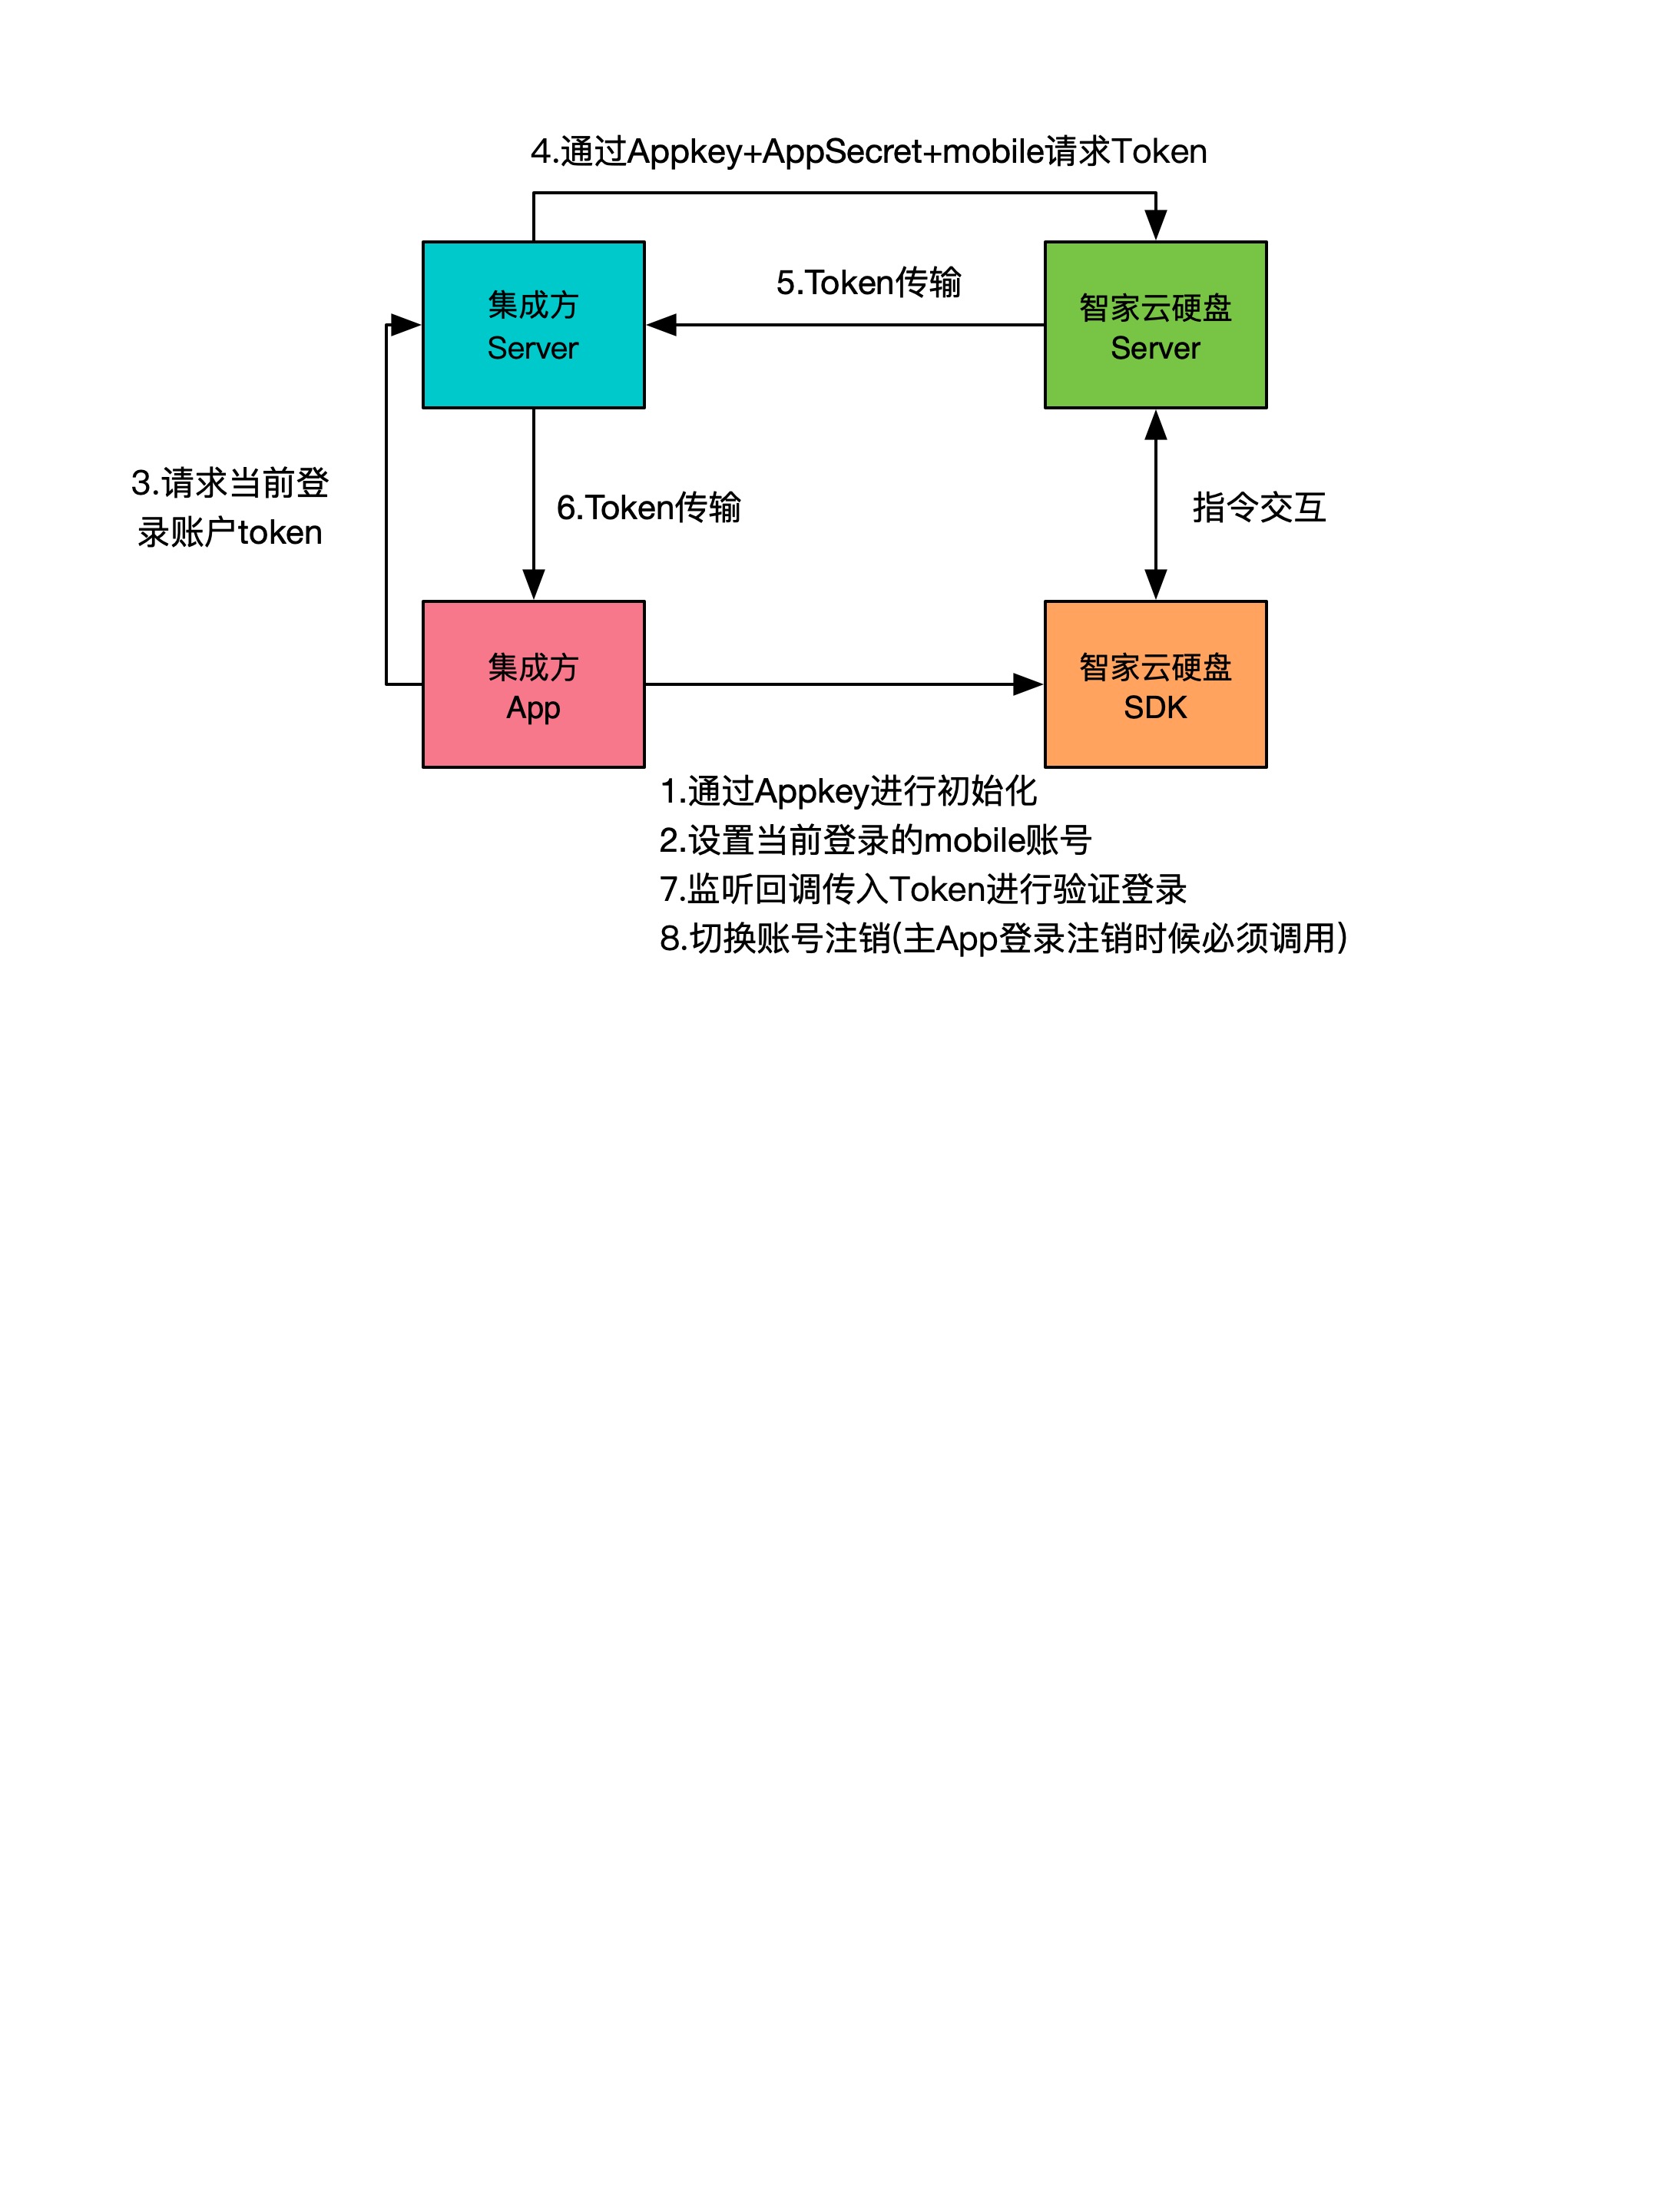 4.通过Appkey+AppSecret+mobile请求Token
集成方
Server
5.Token传输
智家云硬盘
Server
3.请求当前登
录账户token
6.Token传输
指令交互
集成方
App
智家云硬盘
SDK
1.通过Appkey进行初始化
2.设置当前登录的mobile账号
7.监听回调传入Token进行验证登录
8.切换账号注销(主App登录注销时候必须调用)